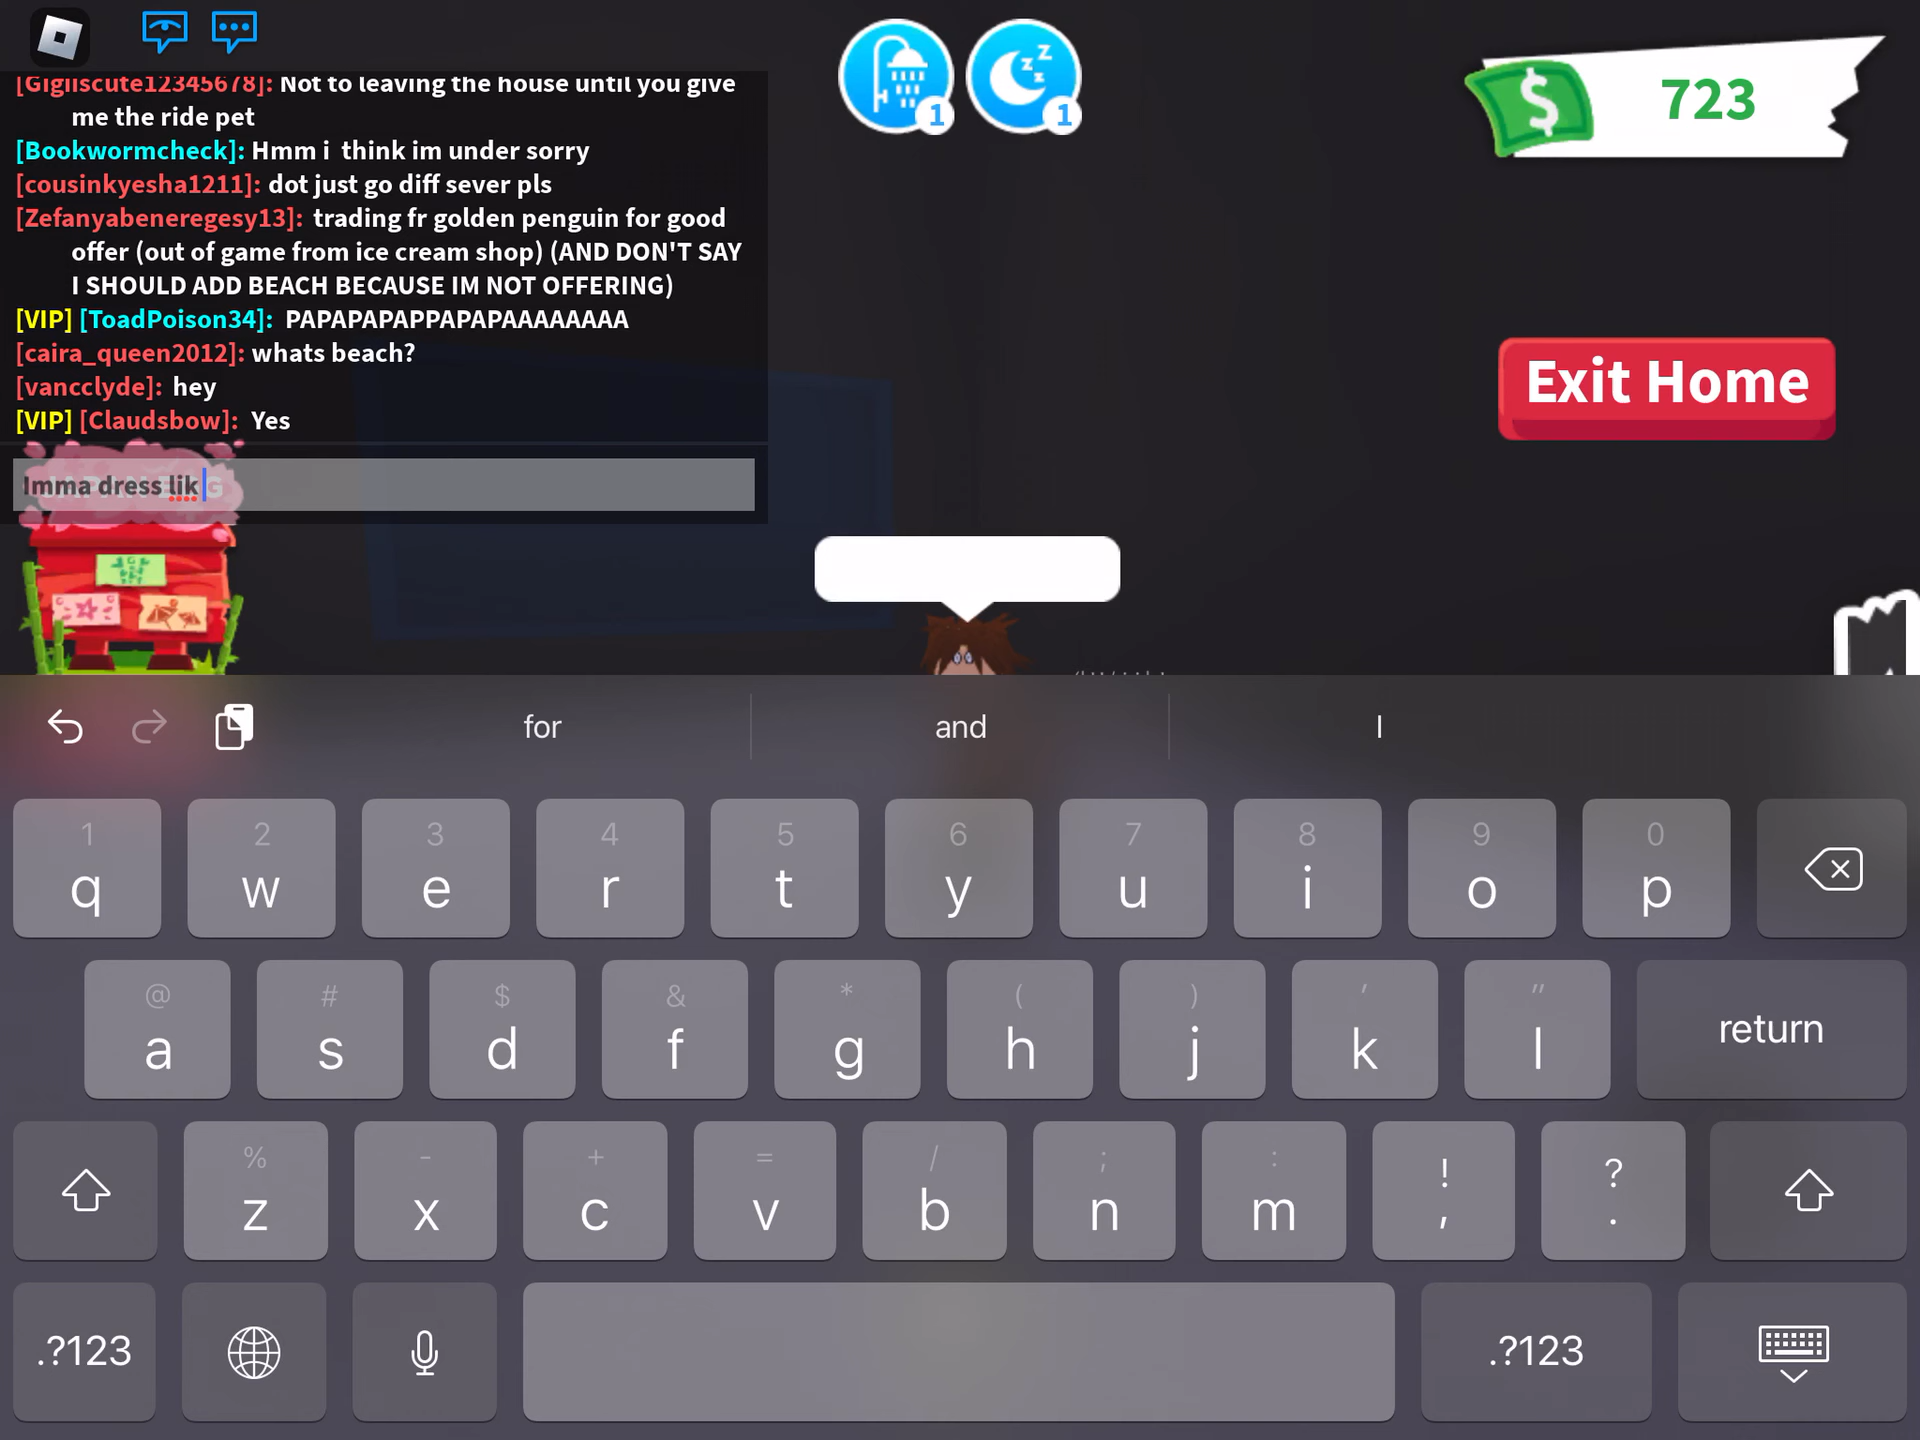 [Gigiiscute12345678]: Not to leaving the house until you give
me the ride pet
[Bookwormcheck]: Hmm i think im under sorry
[cousinkyesha1211]: dot just go diff sever pls
[Zefanyabeneregesy13]: trading fr golden penguin for good
offer (out of game from ice cream shop) (AND DON'T SAY
I SHOULD ADD BEACH BECAUSE IM NOT OFFERING)
[VIP] [ToadPoison34]: PAPAPAPAPPAPAPAAAAAAAA
[caira_queen2012]: whats beach?
[vancclyde]: hey
[VIP] [Claudsbow]: Yes
Imma dress lik
1
1
723
Exit Home
for
and
I
1 2 3 4 5 6 7 8 9 0
q w e r t y u i o p
@ # $ & * ( ) ' "
a s d f g h j k l return
% - + = / ; : ! ?
z x c v b n m , .
.?123
.?123